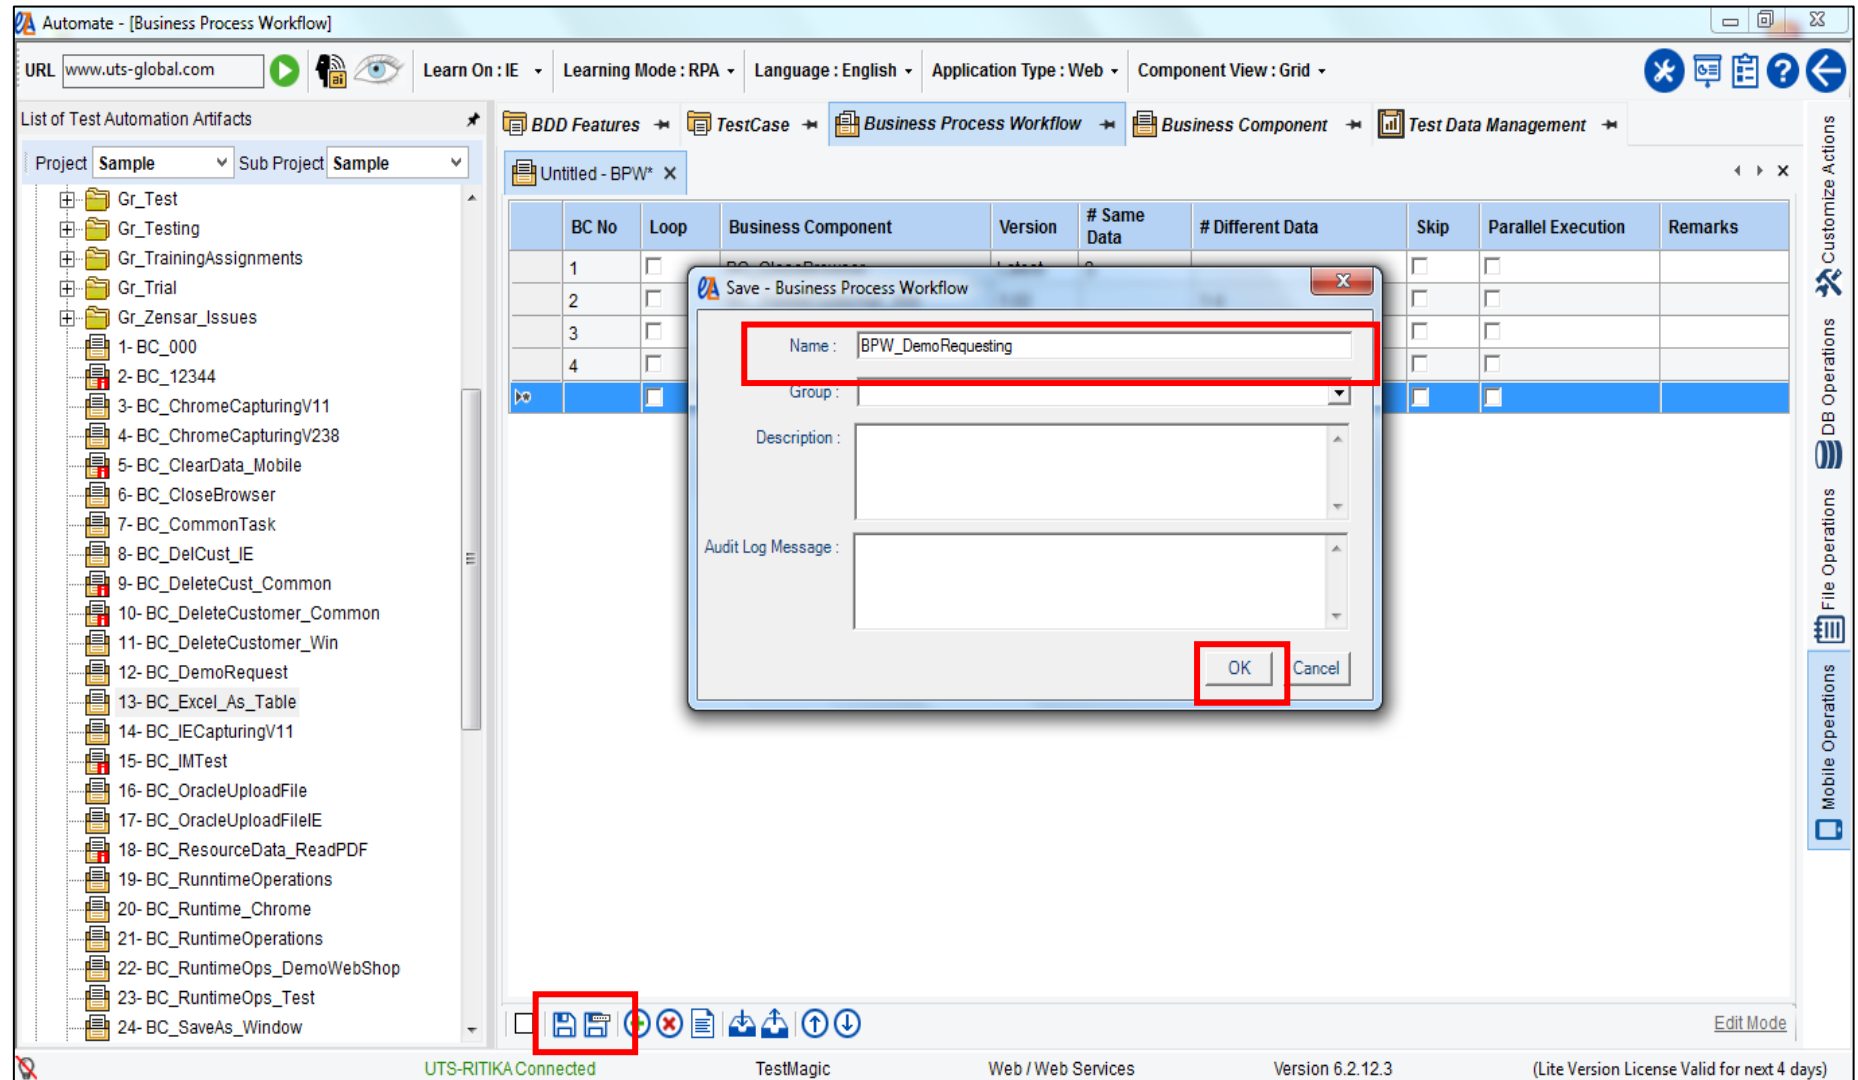 Automate - [Business Process Workflow]
URL www.uts-global.com
ai
Learn On : IE
Learning Mode : RPA
Language : English
Application Type : Web
Component View : Grid
List of Test Automation Artifacts
Project Sample Sub Project Sample
Gr_Test
Gr_Testing
Gr_TrainingAssignments
Gr_Trial
Gr_Zensar_Issues
1- BC_000
2- BC_12344
3- BC_ChromeCapturingV11
4- BC_ChromeCapturingV238
5- BC_ClearData_Mobile
6- BC_CloseBrowser
7- BC_CommonTask
8- BC_DelCust_IE
9- BC_DeleteCust_Common
10- BC_DeleteCustomer_Common
11- BC_DeleteCustomer_Win
12- BC_DemoRequest
13- BC_Excel_As_Table
14- BC_IECapturingV11
15- BC_IMTest
16- BC_OracleUploadFile
17- BC_OracleUploadFileIE
18- BC_ResourceData_ReadPDF
19- BC_RunntimeOperations
20- BC_Runtime_Chrome
21- BC_RuntimeOperations
22- BC_RuntimeOps_DemoWebShop
23- BC_RuntimeOps_Test
24- BC_SaveAs_Window
BDD Features
TestCase
Business Process Workflow
Business Component
Test Data Management
Untitled - BPW*
BC No Loop Business Component Version # Same Data # Different Data Skip Parallel Execution Remarks
1
2
3
4
Save - Business Process Workflow
Name : BPW_DemoRequesting
Group :
Description :
Audit Log Message :
OK Cancel
Edit Mode
Customize Actions
DB Operations
File Operations
Mobile Operations
UTS-RITIKA Connected TestMagic Web / Web Services Version 6.2.12.3 (Lite Version License Valid for next 4 days)